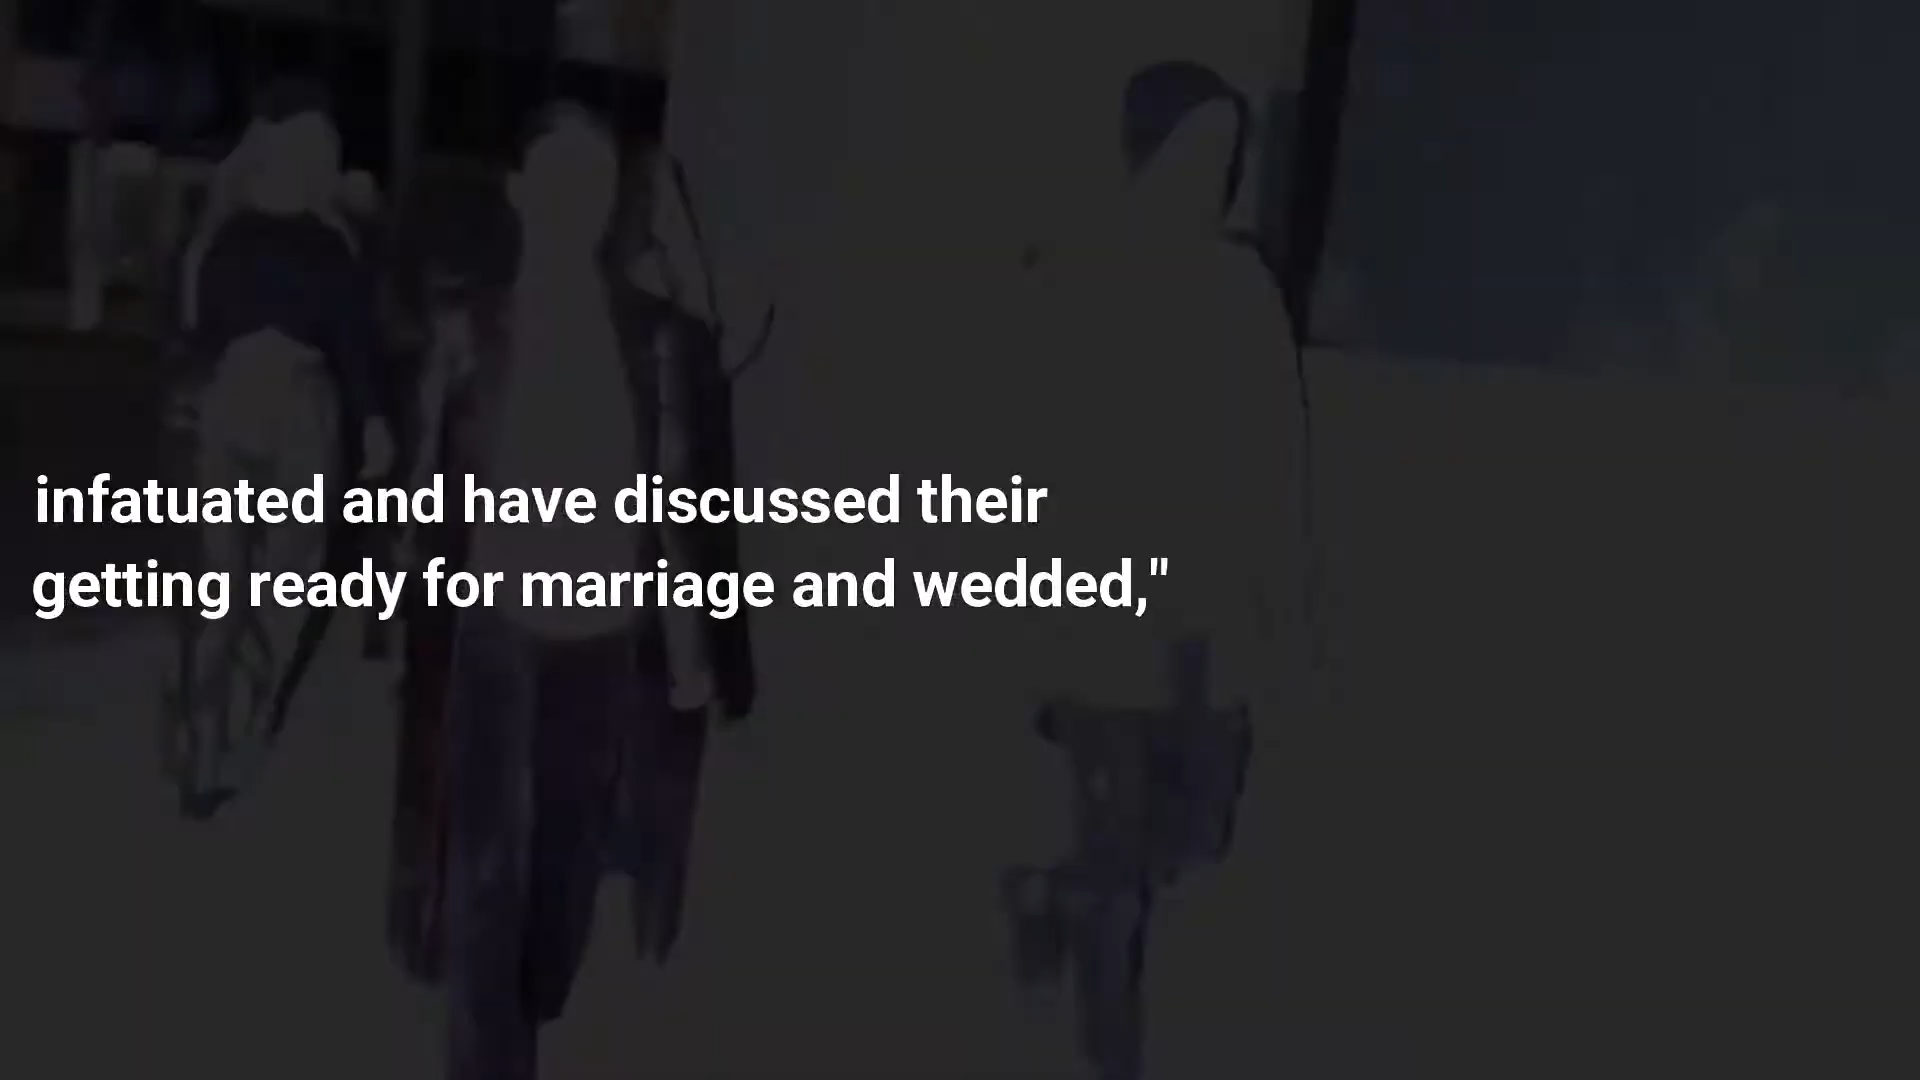 infatuated and have discussed their
getting ready for marriage and wedded,"